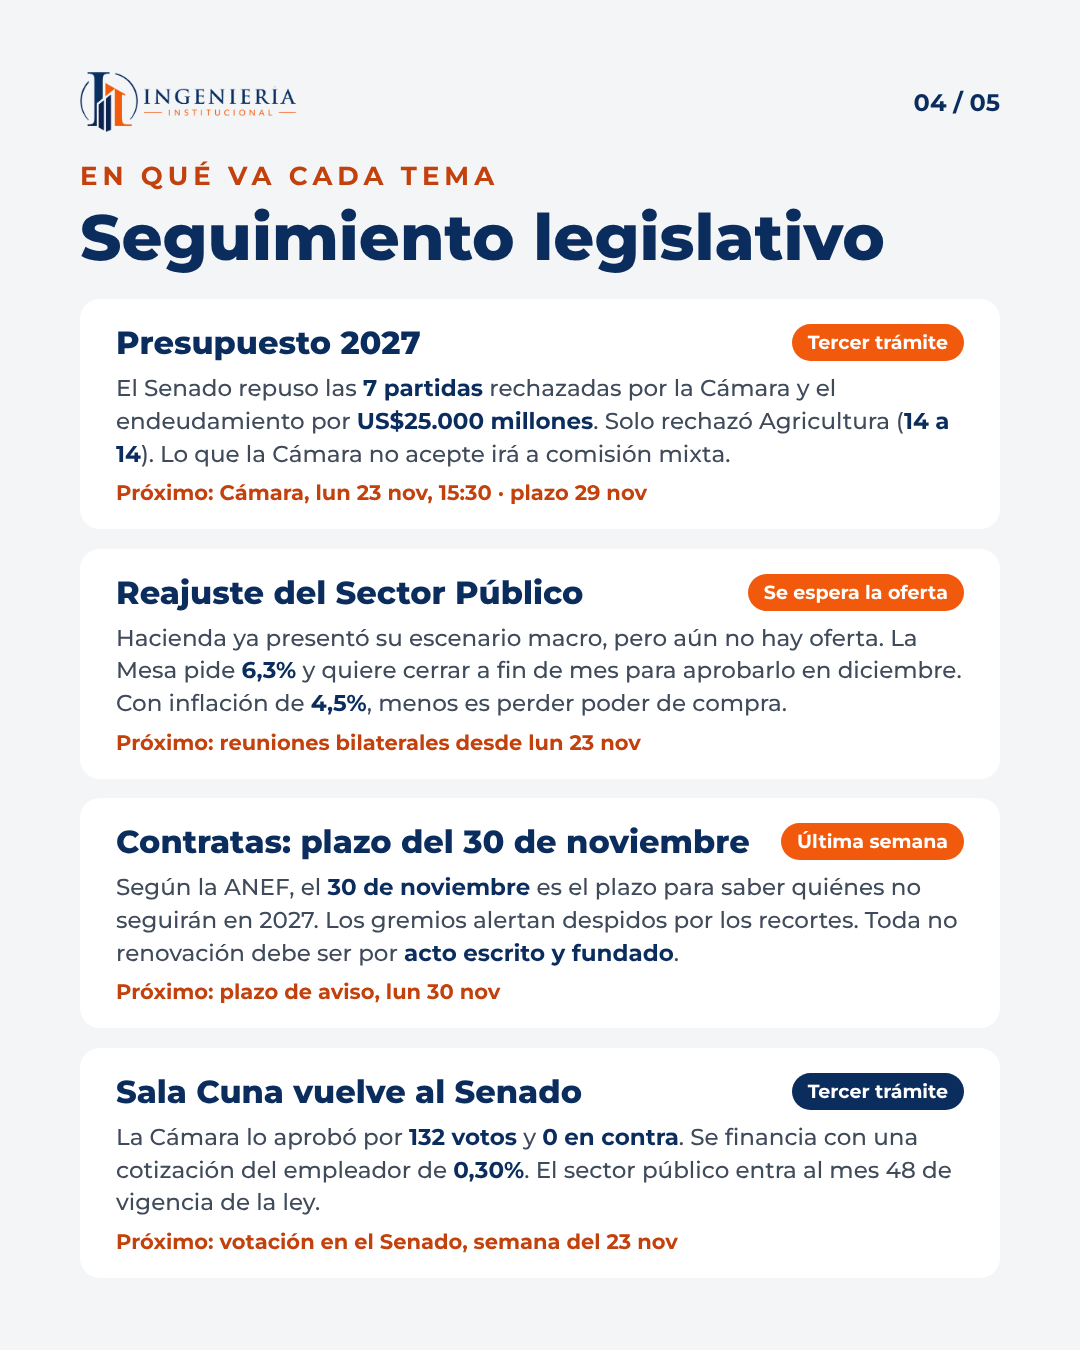 INGENIERIA
INSTITUCIONAL
04 / 05
EN QUÉ VA CADA TEMA
Seguimiento legislativo
Presupuesto 2027
Tercer trámite
El Senado repuso las 7 partidas rechazadas por la Cámara y el
endeudamiento por US$25.000 millones. Solo rechazó Agricultura (14 a
14). Lo que la Cámara no acepte irá a comisión mixta.
Próximo: Cámara, lun 23 nov, 15:30 · plazo 29 nov
Reajuste del Sector Público
Se espera la oferta
Hacienda ya presentó su escenario macro, pero aún no hay oferta. La
Mesa pide 6,3% y quiere cerrar a fin de mes para aprobarlo en diciembre.
Con inflación de 4,5%, menos es perder poder de compra.
Próximo: reuniones bilaterales desde lun 23 nov
Contratas: plazo del 30 de noviembre
Última semana
Según la ANEF, el 30 de noviembre es el plazo para saber quiénes no
seguirán en 2027. Los gremios alertan despidos por los recortes. Toda no
renovación debe ser por acto escrito y fundado.
Próximo: plazo de aviso, lun 30 nov
Sala Cuna vuelve al Senado
Tercer trámite
La Cámara lo aprobó por 132 votos y 0 en contra. Se financia con una
cotización del empleador de 0,30%. El sector público entra al mes 48 de
vigencia de la ley.
Próximo: votación en el Senado, semana del 23 nov